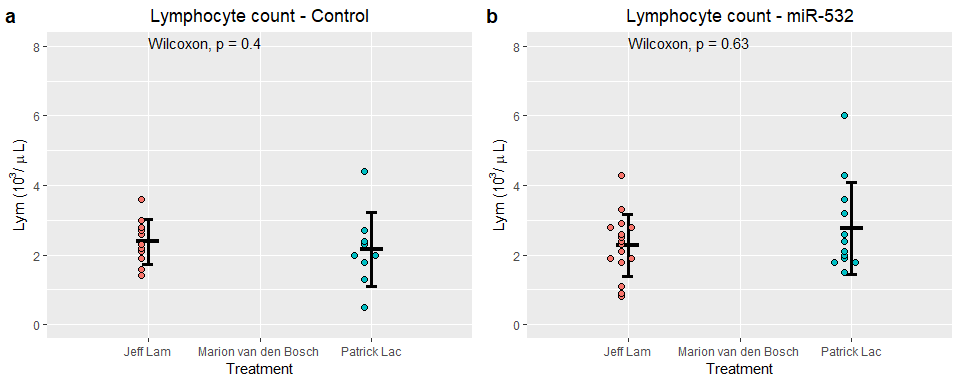 a
Lymphocyte count - Control
Wilcoxon, p = 0.4
8
6
4
2
0
Lym (10³/ μ L)
Jeff Lam
Marion van den Bosch
Patrick Lac
Treatment
b
Lymphocyte count - miR-532
Wilcoxon, p = 0.63
8
6
4
2
0
Lym (10³/ μ L)
Jeff Lam
Marion van den Bosch
Patrick Lac
Treatment